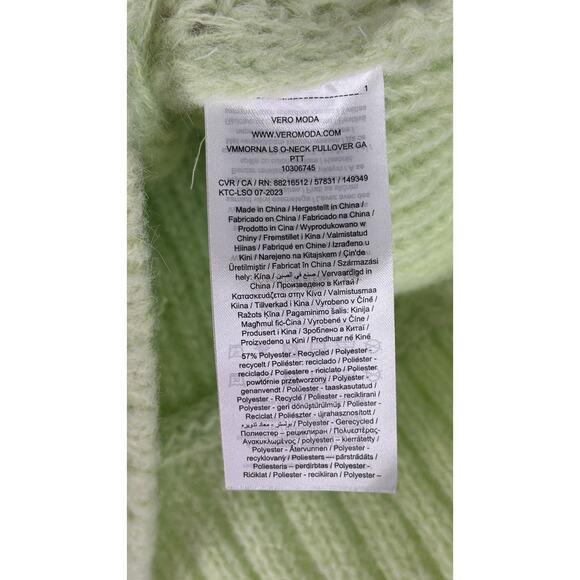 1
VERO MODA
WWW.VEROMODA.COM
VMMORNA LS O-NECK PULLOVER GA
PTT
10306745
CVR / CA / RN: 88216512 / 57831 / 149349
KTC-LSO 07-2023
Made in China / Hergestellt in China /
Fabricado en China / Fabricado na China /
Prodotto in Cina / Wyprodukowano w
Chiny / Fremstillet i Kina / Valmistatud
Hiinas / Fabriqué en Chine / Izrađeno u
Kini / Narejeno na Kitajskem / Çin'de
Üretilmiştir / Fabricat în China / Származási
hely: Kína / صنع في الصين / Vervaardigd in
China / Произведено в Китай /
Κατασκευάζεται στην Κίνα / Valmistusmaa
Kiina / Tillverkad i Kina / Vyrobeno v Číně /
Ražots Ķīna / Pagaminimo šalis: Kinija /
Magħmul fiċ-Ċina / Vyrobené v Číne /
Produsert i Kina / Зроблено в Китаї /
Proizvedeno u Kini / Prodhuar në Kinë
57% Polyester - Recycled / Polyester -
recycelt / Poliéster: reciclado / Poliéster -
reciclado / Poliestere - riciclato / Poliester -
powtórnie przetworzony / Polyester -
genanvendt / Polüester - taaskasutatud /
Polyester - Recyclé / Poliester - reciklirani /
Polyester - geri dönüştürülmüş / Poliester -
Reciclat / Poliészter - újrahasznosított /
بوليستر - معاد تدويره / Polyester - Gerecycled /
Полиестер – рециклиран / Πολυεστέρας-
Ανακυκλωμένος / polyesteri – kierrätetty /
Polyester - Återvunnen / Polyester -
recyklovaný / Poliesters — pārstrādāts /
Poliesteris – perdirbtas / Polyester -
Riċiklat / Poliester - recikliran / Polyester –